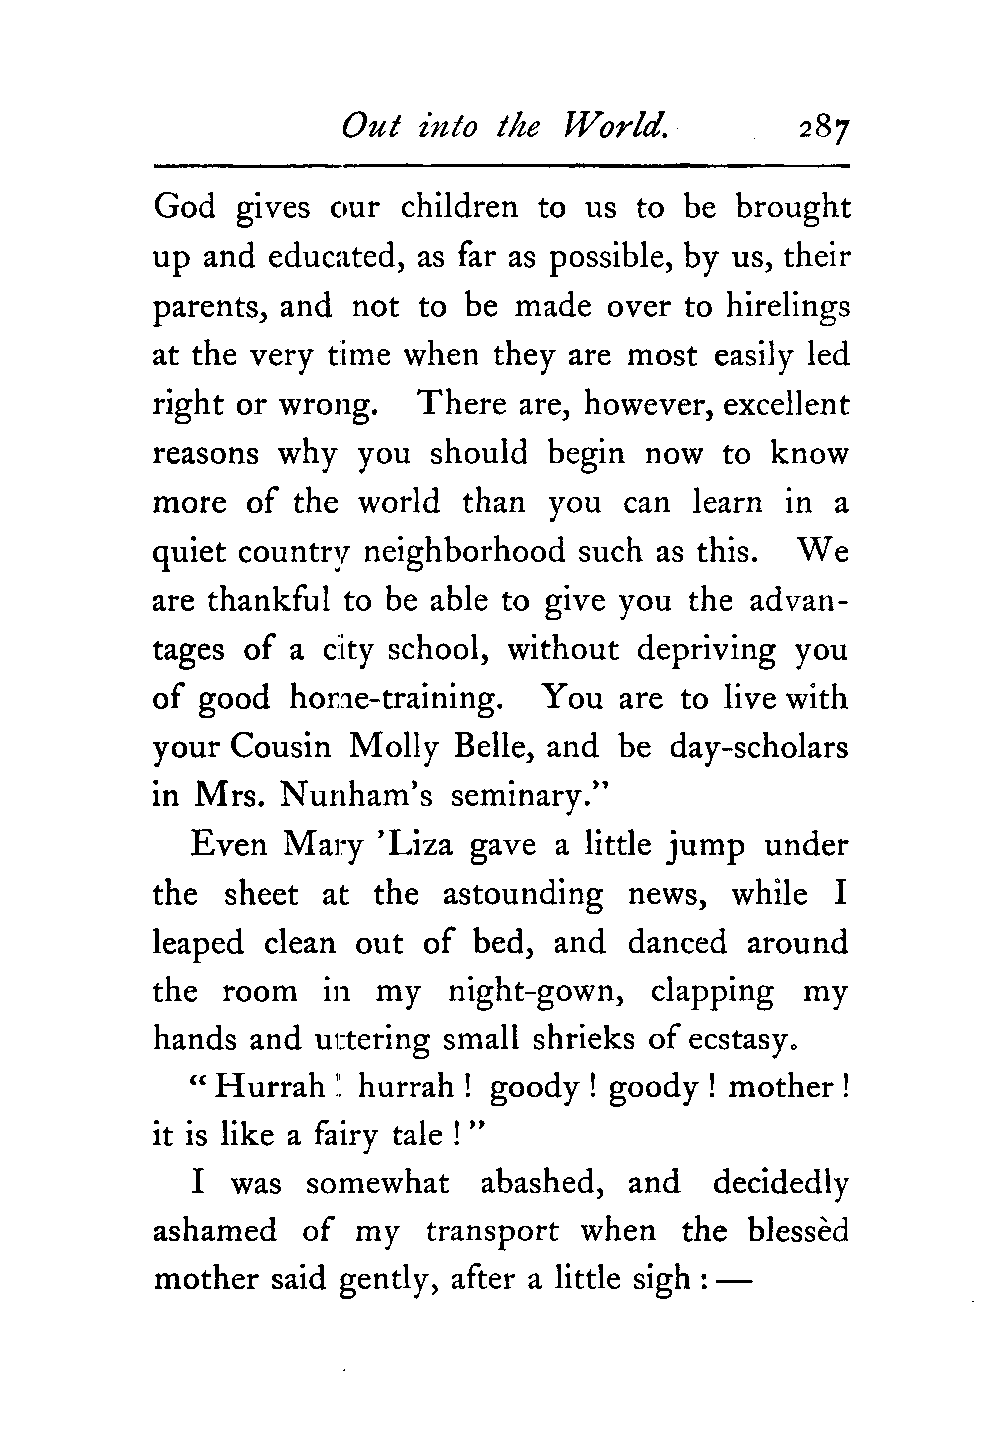 Out into the World. 287
God gives our children to us to be brought
up and educated, as far as possible, by us, their
parents, and not to be made over to hirelings
at the very time when they are most easily led
right or wrong. There are, however, excellent
reasons why you should begin now to know
more of the world than you can learn in a
quiet country neighborhood such as this. We
are thankful to be able to give you the advan-
tages of a city school, without depriving you
of good home-training. You are to live with
your Cousin Molly Belle, and be day-scholars
in Mrs. Nunham's seminary."
Even Mary 'Liza gave a little jump under
the sheet at the astounding news, while I
leaped clean out of bed, and danced around
the room in my night-gown, clapping my
hands and uttering small shrieks of ecstasy.
"Hurrah! hurrah! goody! goody! mother!
it is like a fairy tale!"
I was somewhat abashed, and decidedly
ashamed of my transport when the blessèd
mother said gently, after a little sigh:—